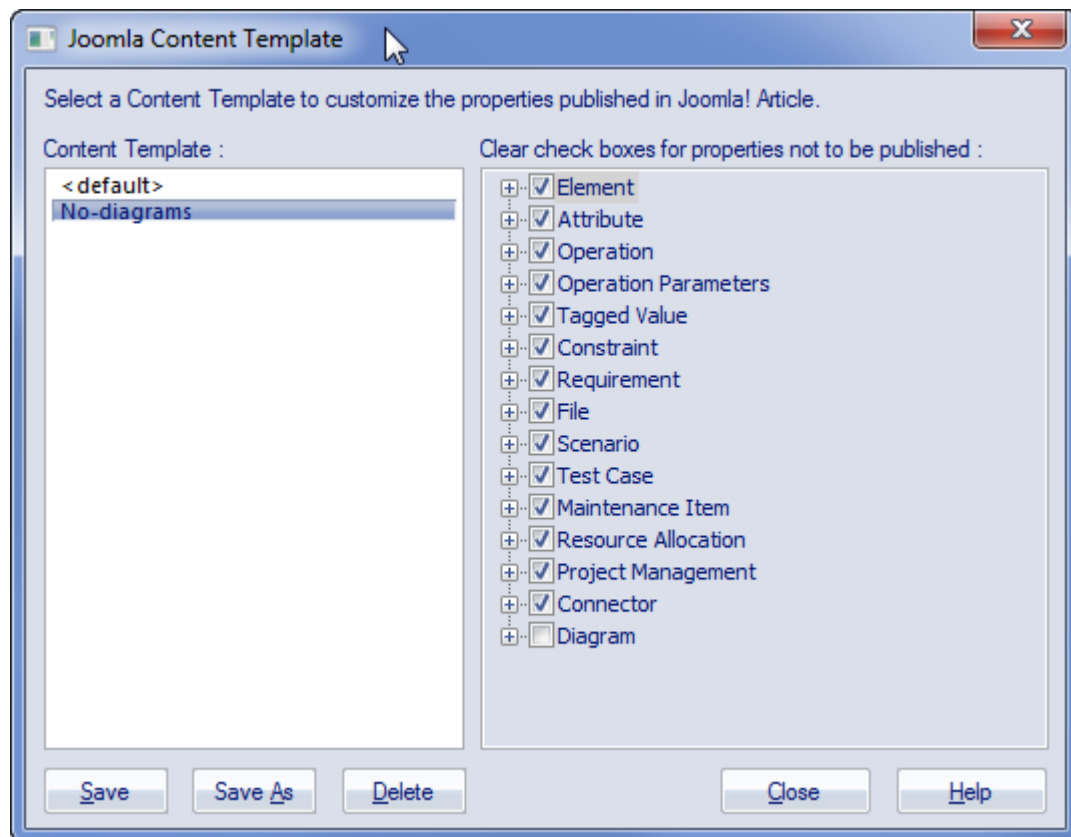 Joomla Content Template
Select a Content Template to customize the properties published in Joomla! Article.
Content Template :
Clear check boxes for properties not to be published :
<default>
No-diagrams
Element
Attribute
Operation
Operation Parameters
Tagged Value
Constraint
Requirement
File
Scenario
Test Case
Maintenance Item
Resource Allocation
Project Management
Connector
Diagram
Save
Save As
Delete
Close
Help